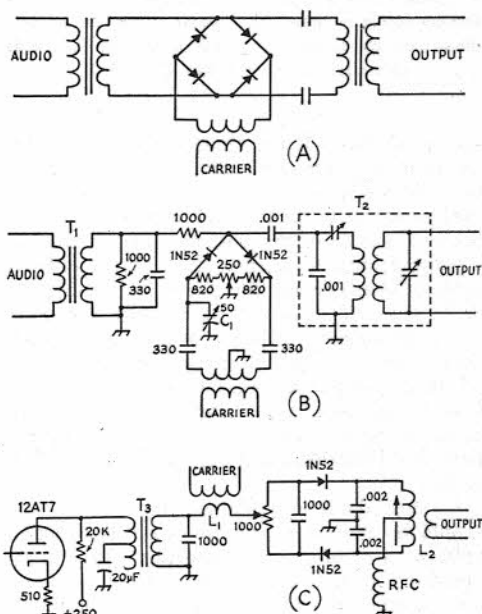 AUDIO
OUTPUT
CARRIER
(A)
T1
T2
1000
.001
1N52
1N52
1000
330
250
820
820
.001
AUDIO
OUTPUT
50
C1
330
330
CARRIER
(B)
CARRIER
1N52
12AT7
T3
L1
1000
1000
.002
.002
OUTPUT
20K
1000
L2
20μF
1N52
510
+250
RFC
(C)